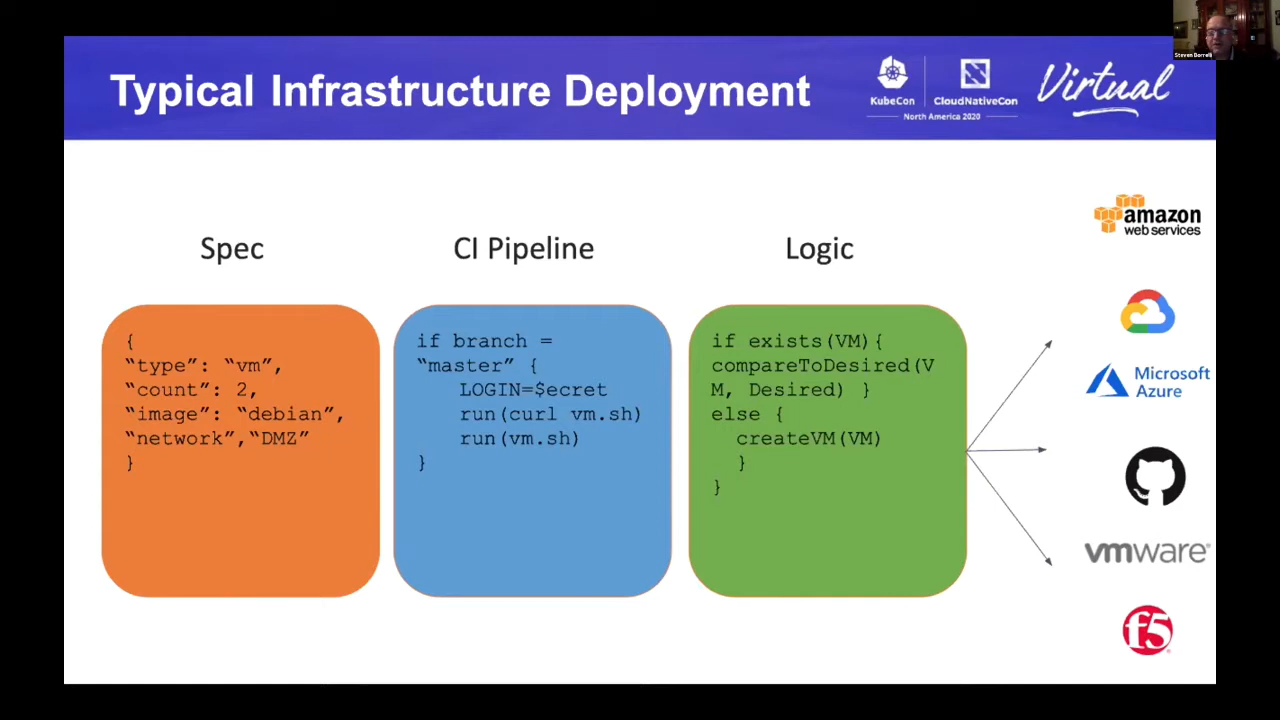 Steven Borrelli
Typical Infrastructure Deployment
KubeCon
CloudNativeCon
North America 2020
Virtual
Spec
CI Pipeline
Logic
{
“type”: “vm”,
“count”: 2,
“image”: “debian”,
“network”,“DMZ”
}
if branch =
“master” {
LOGIN=$ecret
run(curl vm.sh)
run(vm.sh)
}
if exists(VM){
compareToDesired(V
M, Desired) }
else {
createVM(VM)
}
}
amazon
web services
Microsoft
Azure
vmware®
f5